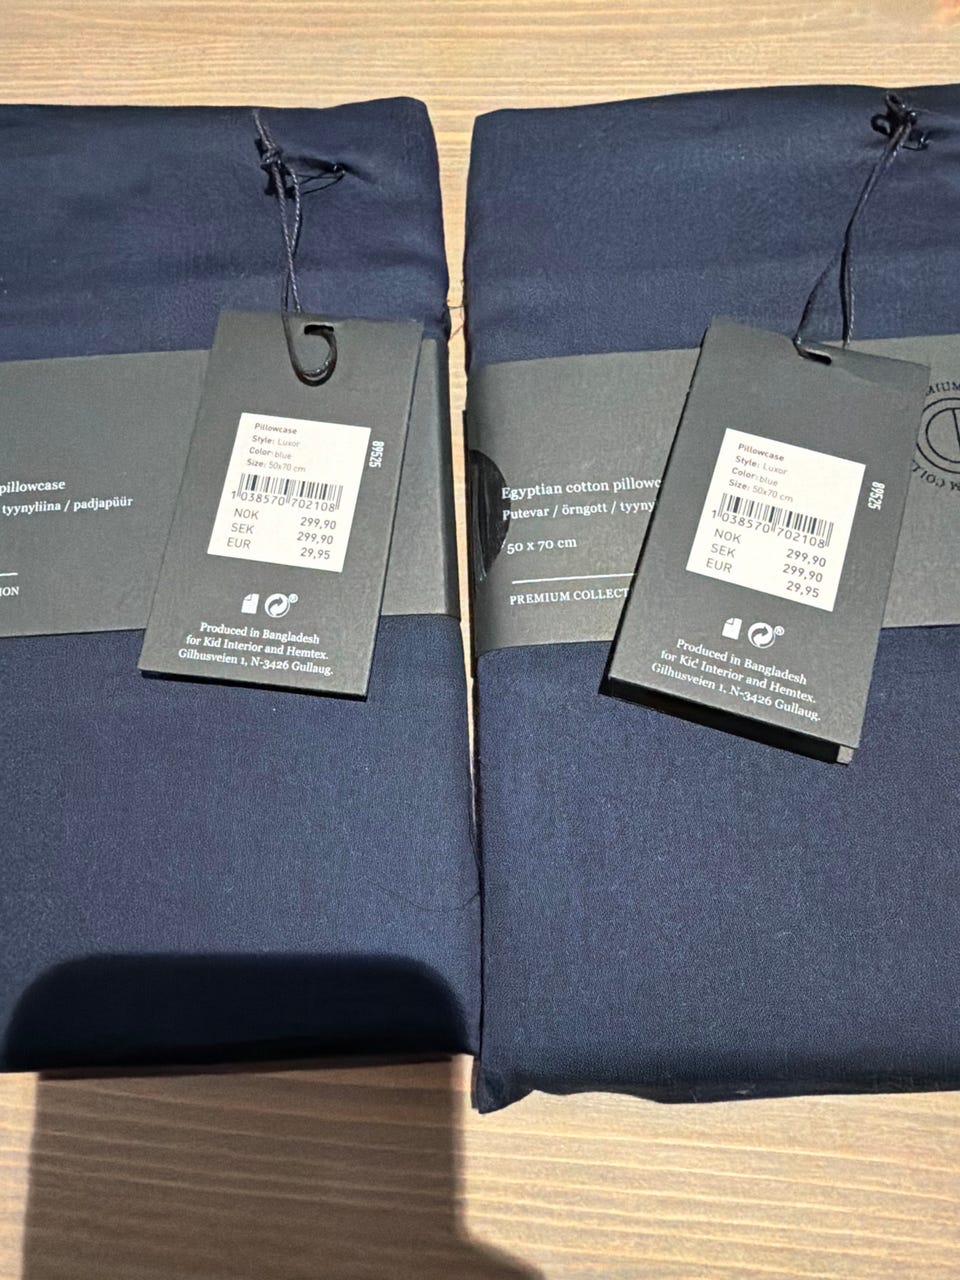 pillowcase
tyynyliina / padjapüür
ION
Pillowcase
Style: Luxor
Color: blue
Size: 50x70 cm
1 038570 702108
NOK 299,90
SEK 299,90
EUR 29,95
89525
Produced in Bangladesh
for Kid Interior and Hemtex.
Gilhusveien 1, N-3426 Gullaug.
Egyptian cotton pillowc
Putevar / örngott / tyyny
50 x 70 cm
PREMIUM COLLECT
Pillowcase
Style: Luxor
Color: blue
Size: 50x70 cm
1 038570 702108
NOK 299,90
SEK 299,90
EUR 29,95
89525
Produced in Bangladesh
for Kid Interior and Hemtex.
Gilhusveien 1, N-3426 Gullaug.